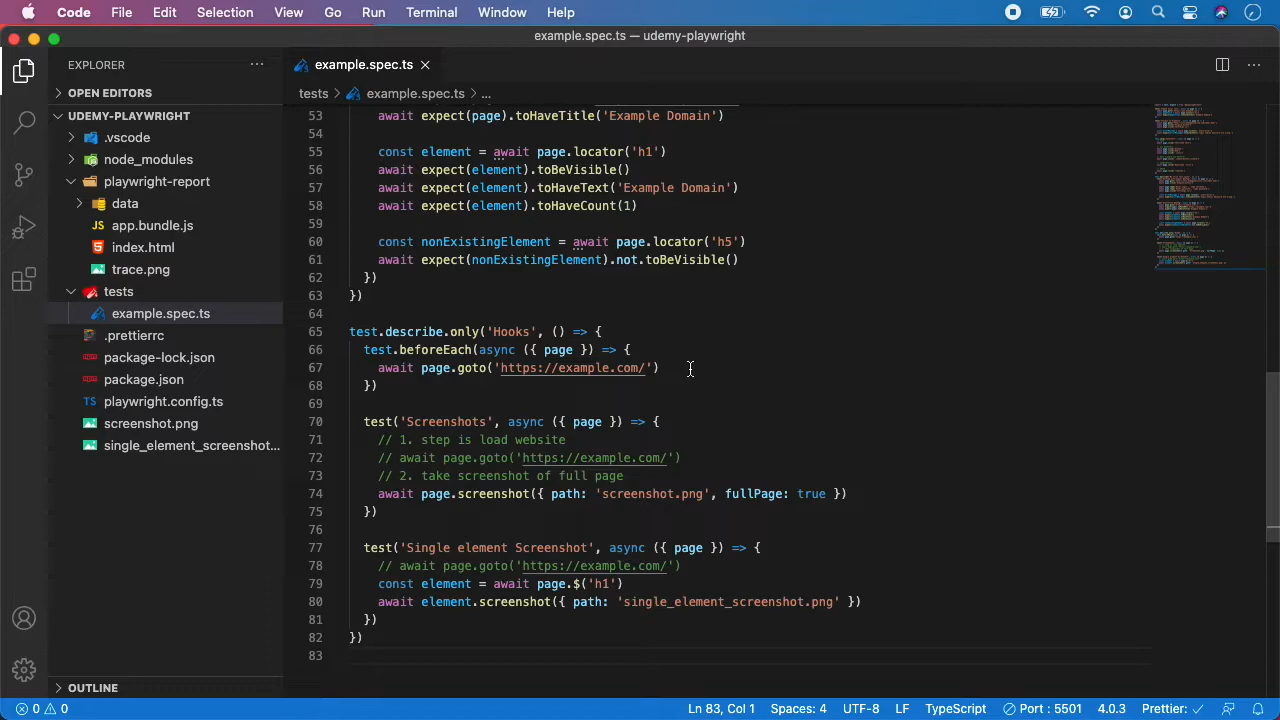 Code File Edit Selection View Go Run Terminal Window Help
example.spec.ts — udemy-playwright
EXPLORER
OPEN EDITORS
UDEMY-PLAYWRIGHT
.vscode
node_modules
playwright-report
data
JS app.bundle.js
index.html
trace.png
tests
example.spec.ts
.prettierrc
package-lock.json
package.json
TS playwright.config.ts
screenshot.png
single_element_screenshot...
OUTLINE
example.spec.ts
tests > example.spec.ts > ...
53 await expect(page).toHaveTitle('Example Domain')
54
55 const element = await page.locator('h1')
56 await expect(element).toBeVisible()
57 await expect(element).toHaveText('Example Domain')
58 await expect(element).toHaveCount(1)
59
60 const nonExistingElement = await page.locator('h5')
61 await expect(nonExistingElement).not.toBeVisible()
62 })
63 })
64
65 test.describe.only('Hooks', () => {
66 test.beforeEach(async ({ page }) => {
67 await page.goto('https://example.com/')
68 })
69
70 test('Screenshots', async ({ page }) => {
71 // 1. step is load website
72 // await page.goto('https://example.com/')
73 // 2. take screenshot of full page
74 await page.screenshot({ path: 'screenshot.png', fullPage: true })
75 })
76
77 test('Single element Screenshot', async ({ page }) => {
78 // await page.goto('https://example.com/')
79 const element = await page.$('h1')
80 await element.screenshot({ path: 'single_element_screenshot.png' })
81 })
82 })
83
0 0 Ln 83, Col 1 Spaces: 4 UTF-8 LF TypeScript Port : 5501 4.0.3 Prettier: ✓